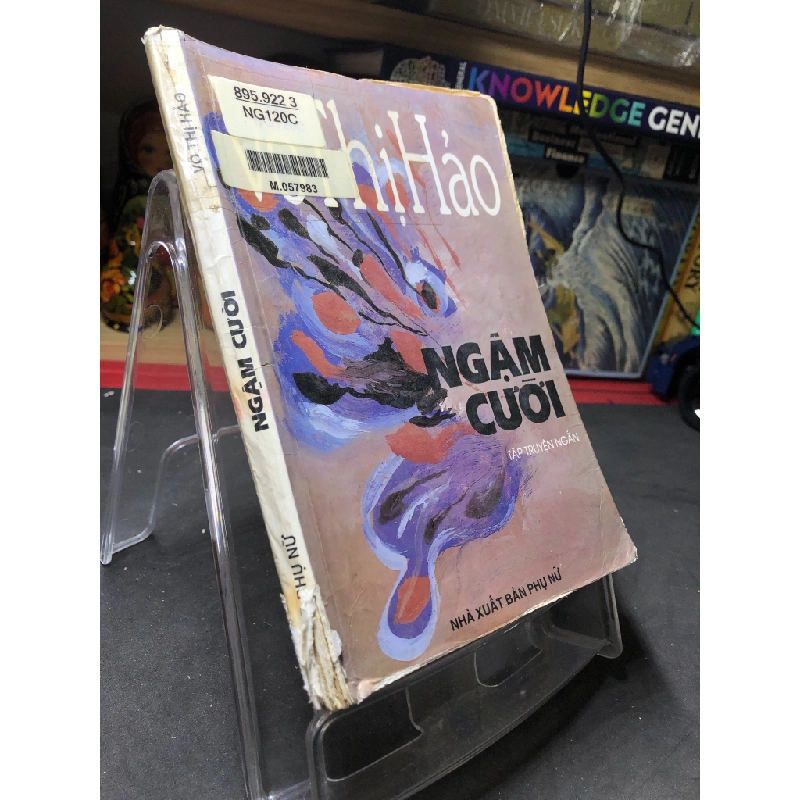 895.922 3
NG120C
M.057983
Thị Hảo
NGẬM
CƯỜI
TẬP TRUYỆN NGẮN
NHÀ XUẤT BẢN PHỤ NỮ
VÕ THỊ HẢO
NGẬM CƯỜI
PHỤ NỮ
KNOWLEDGE GEN
Finance